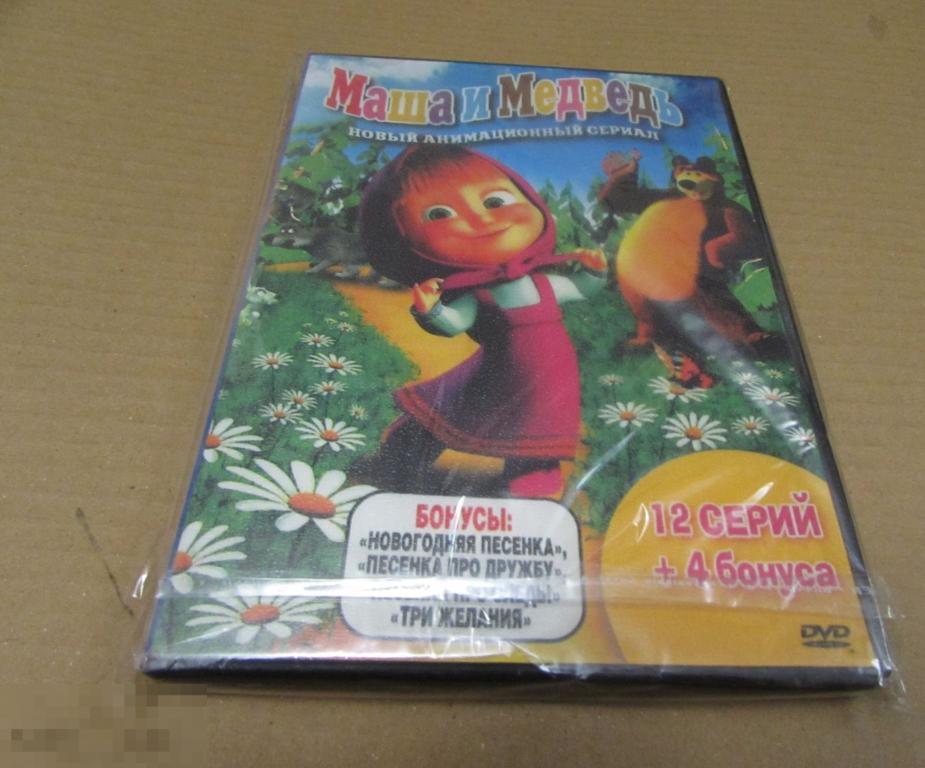 Маша и Медведь
НОВЫЙ АНИМАЦИОННЫЙ СЕРИАЛ
БОНУСЫ:
«НОВОГОДНЯЯ ПЕСЕНКА»,
«ПЕСЕНКА ПРО ДРУЖБУ»,
«ТРИ ЖЕЛАНИЯ»
12 СЕРИЙ
+ 4 бонуса
DVD